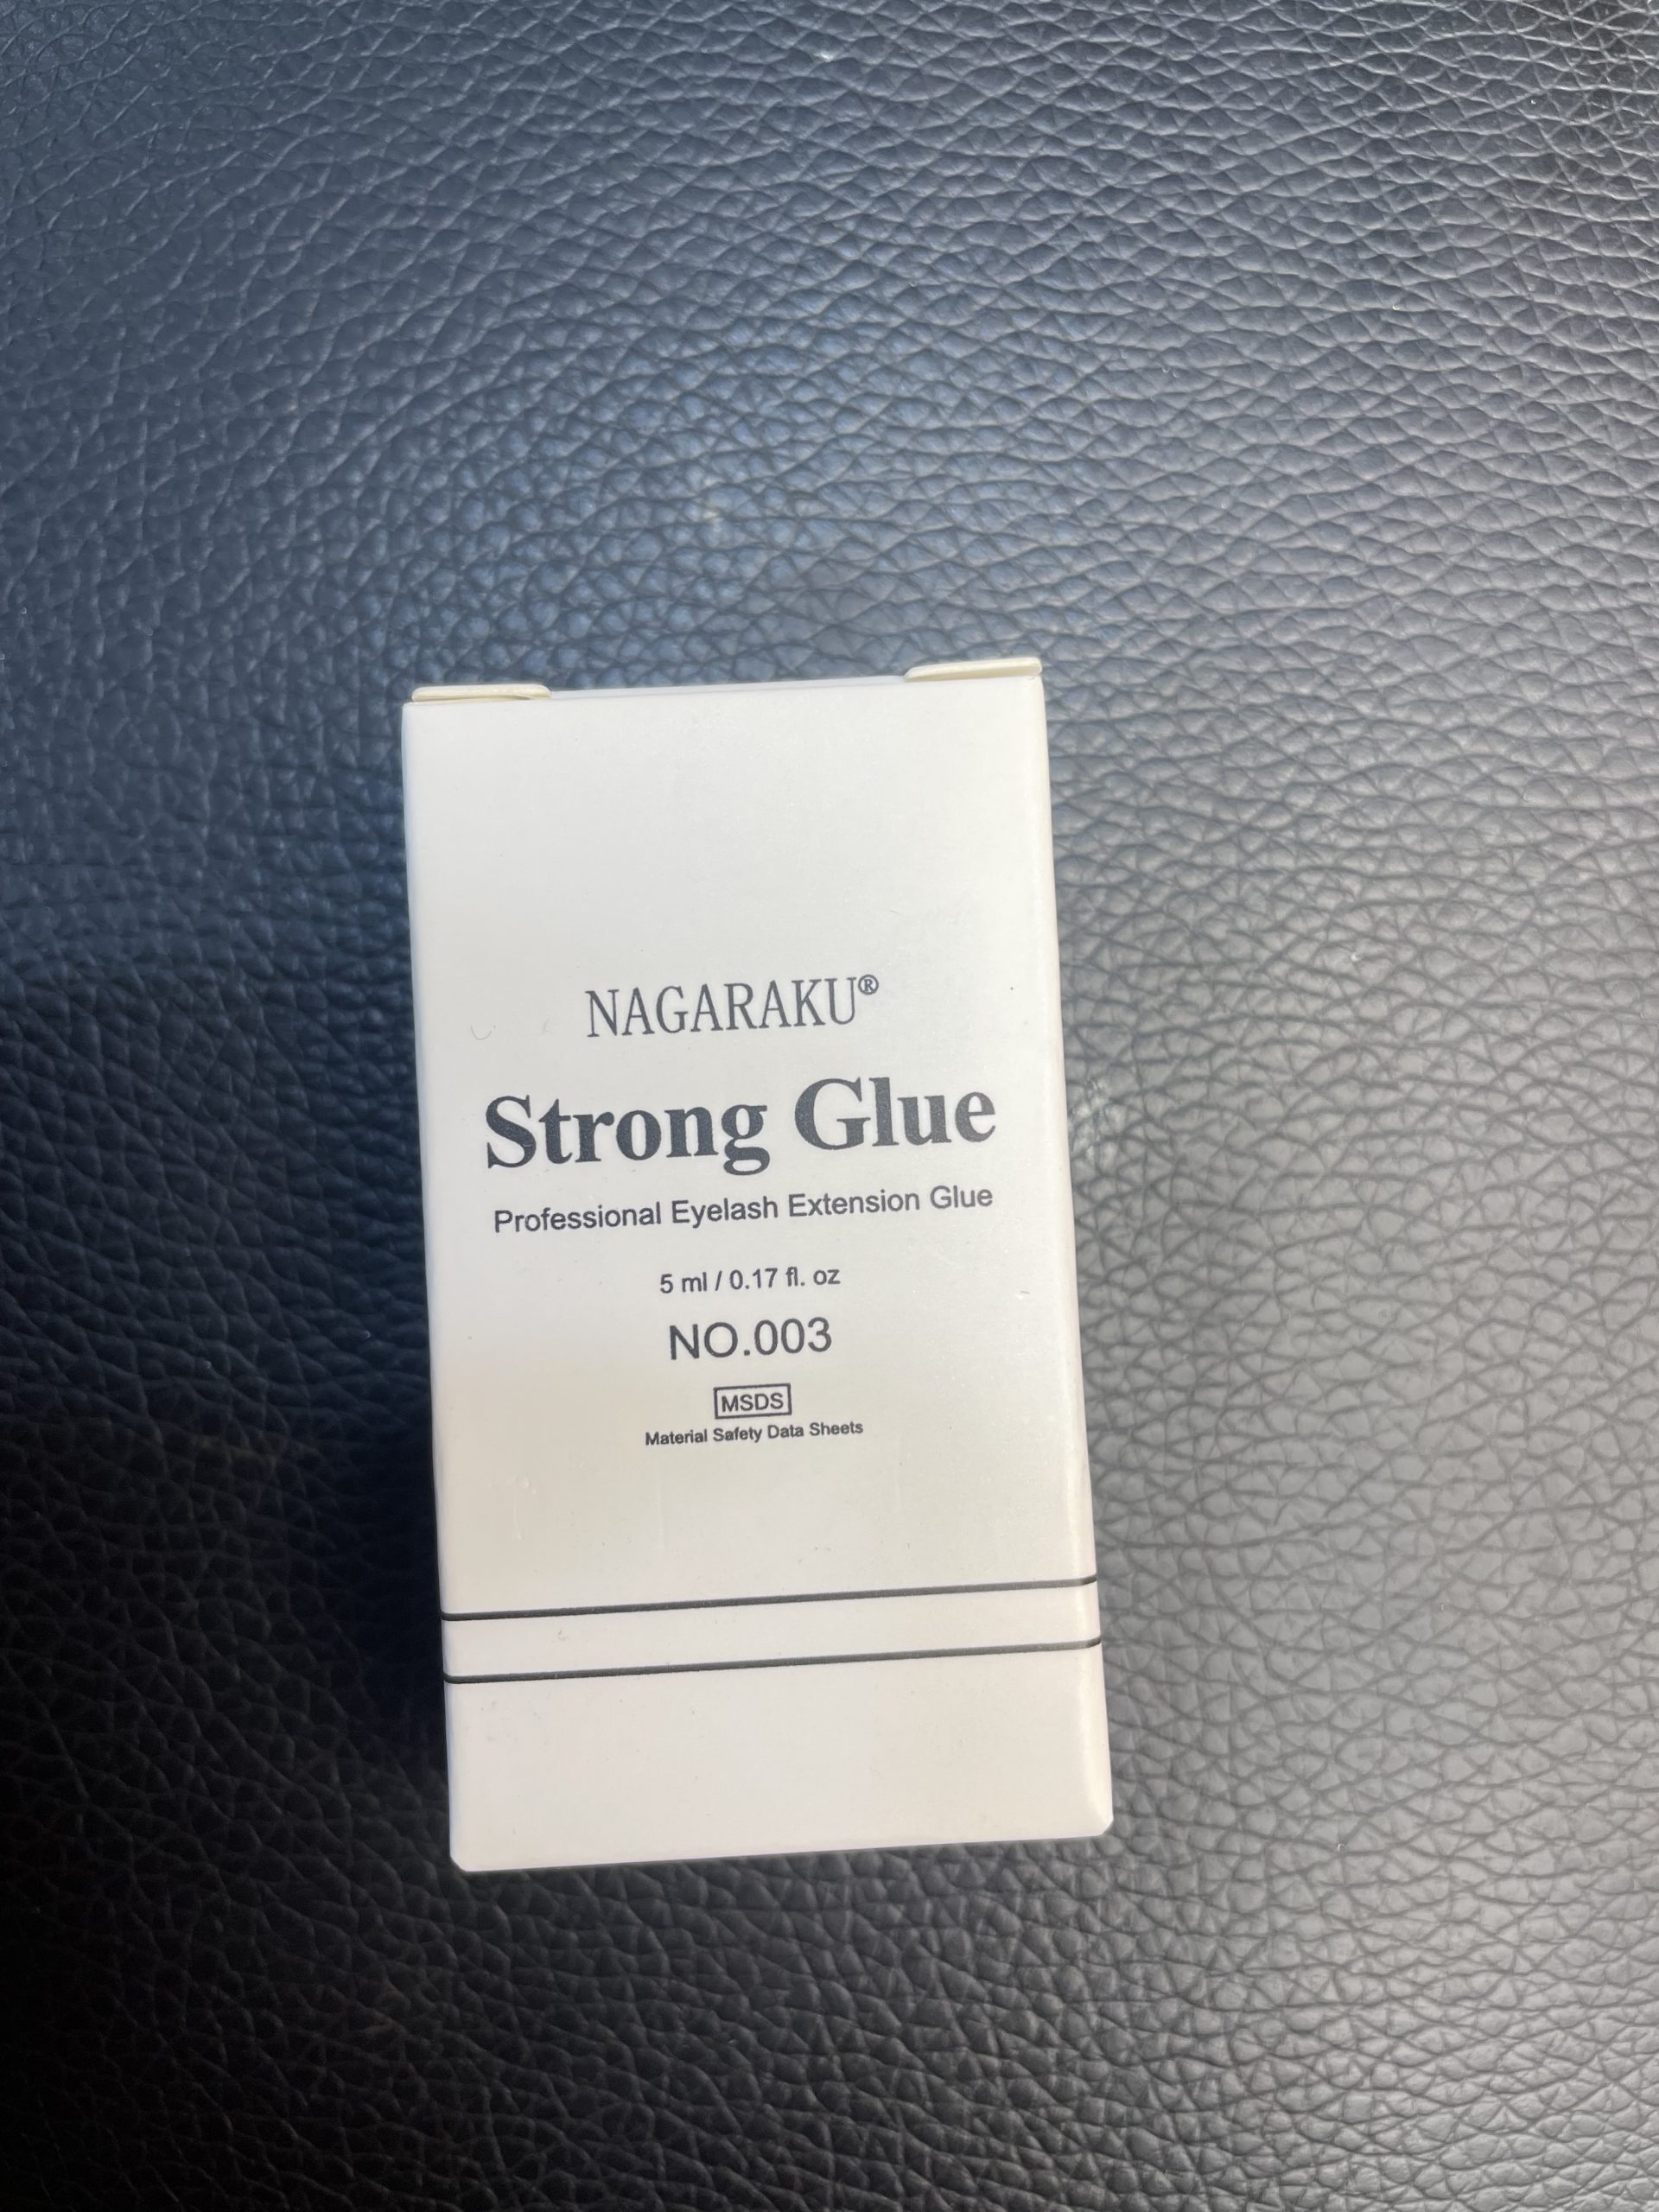 NAGARAKU®
Strong Glue
Professional Eyelash Extension Glue
5 ml / 0.17 fl. oz
NO.003
MSDS
Material Safety Data Sheets